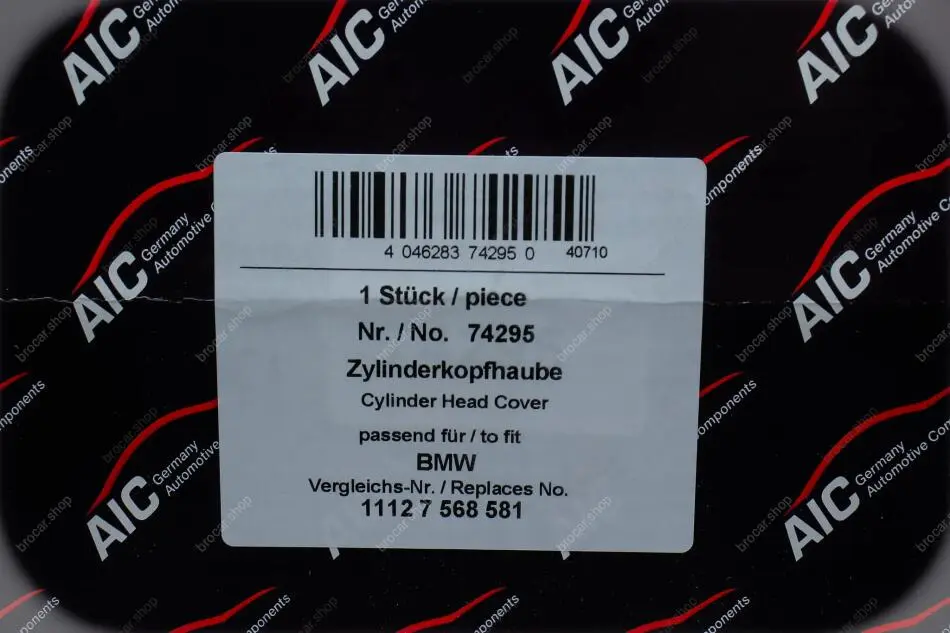 AIC Germany Automotive Components
4 046283 74295 0 40710
1 Stück / piece
Nr. / No. 74295
Zylinderkopfhaube
Cylinder Head Cover
passend für / to fit
BMW
Vergleichs-Nr. / Replaces No.
1112 7 568 581
brocar.shop